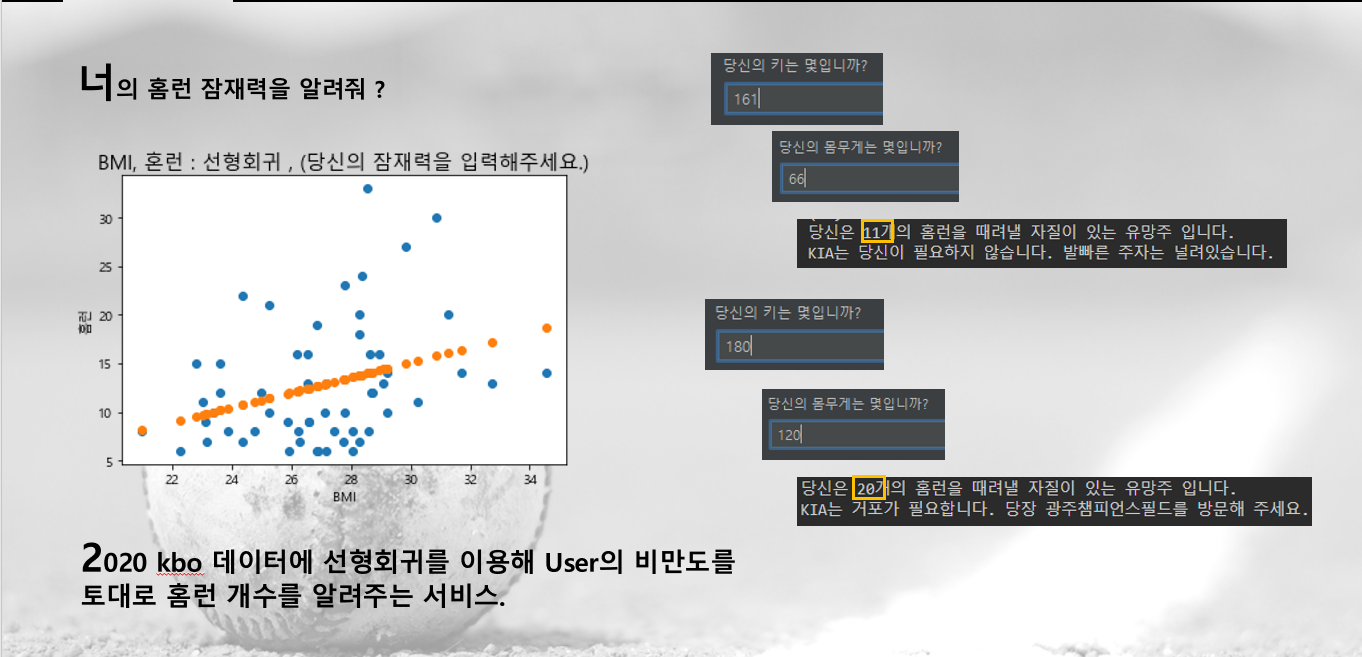 너의 홈런 잠재력을 알려줘 ?
BMI, 혼런 : 선형회귀 , (당신의 잠재력을 입력해주세요.)
홈런
30
25
20
15
10
5
22 24 26 28 30 32 34
BMI
2020 kbo 데이터에 선형회귀를 이용해 User의 비만도를
토대로 홈런 개수를 알려주는 서비스.
당신의 키는 몇입니까?
161
당신의 몸무게는 몇입니까?
66
당신은 11개의 홈런을 때려낼 자질이 있는 유망주 입니다.
KIA는 당신이 필요하지 않습니다. 발빠른 주자는 널려있습니다.
당신의 키는 몇입니까?
180
당신의 몸무게는 몇입니까?
120
당신은 20개의 홈런을 때려낼 자질이 있는 유망주 입니다.
KIA는 거포가 필요합니다. 당장 광주챔피언스필드를 방문해 주세요.